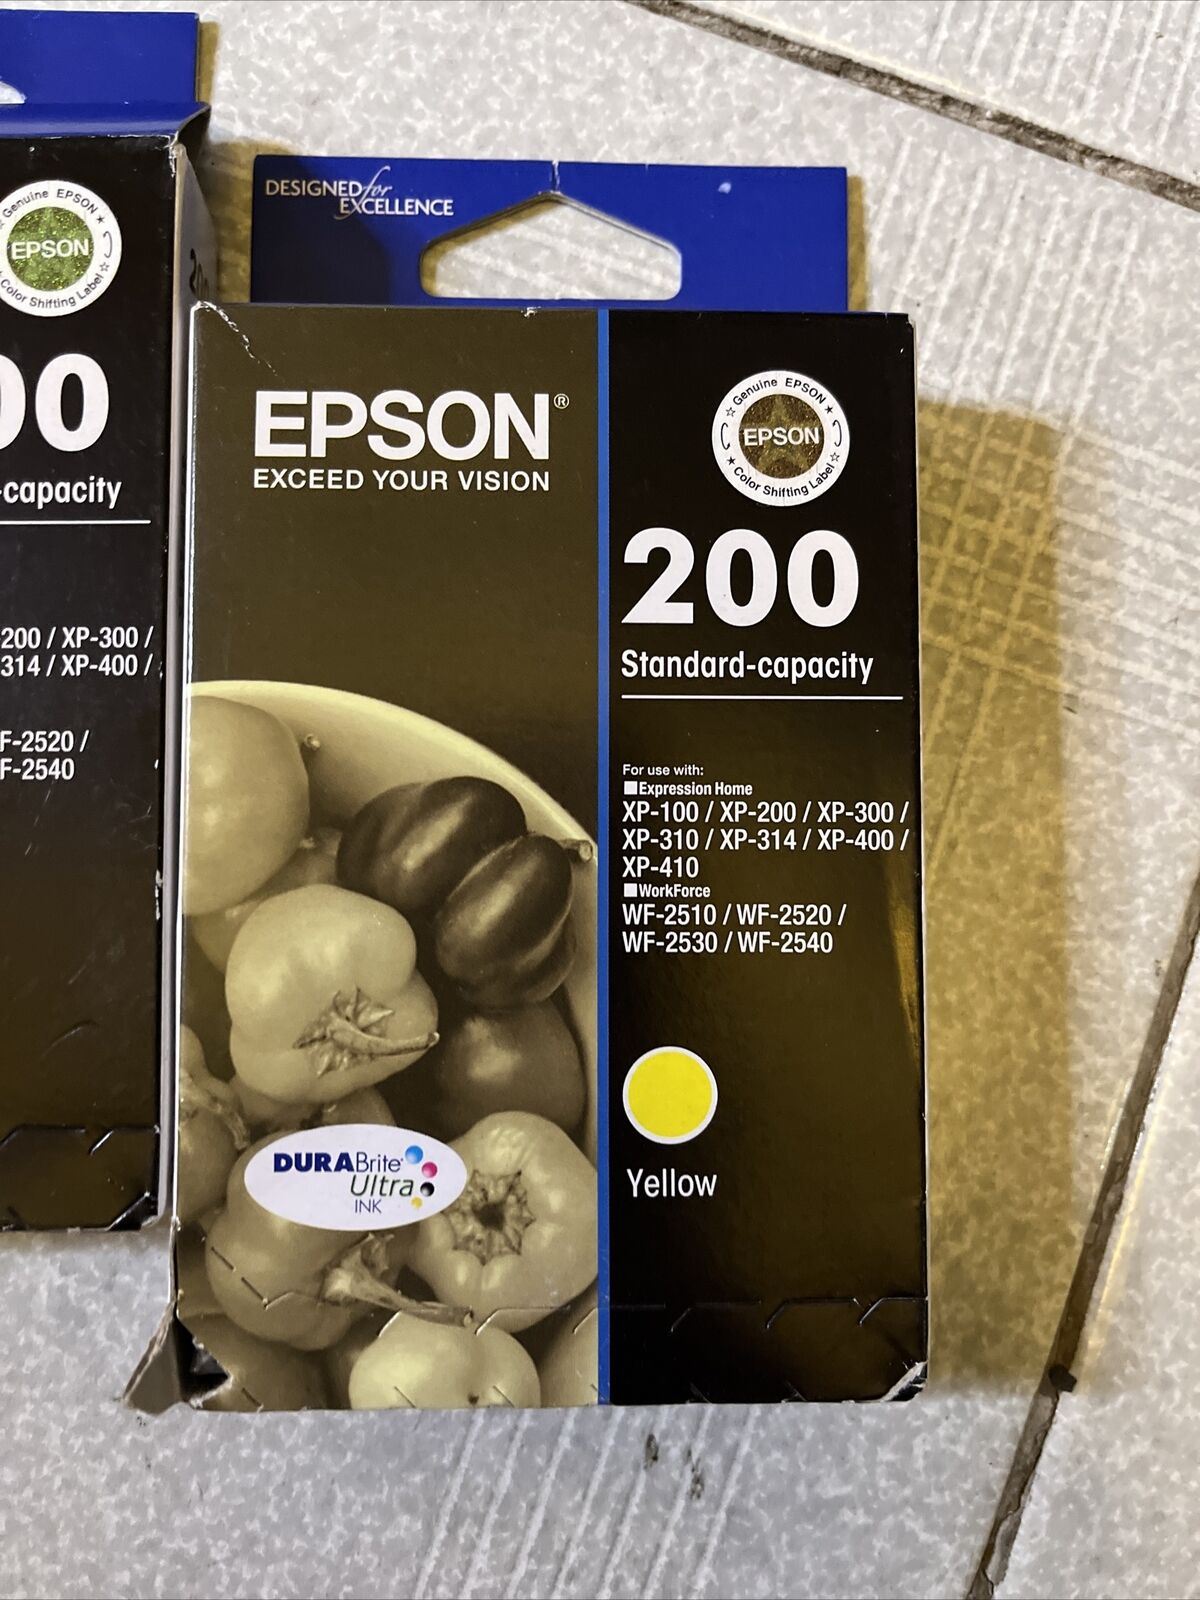 Genuine EPSON
EPSON
Color Shifting Label
00
-capacity
200 / XP-300 /
314 / XP-400 /
F-2520 /
F-2540
DESIGNED for
EXCELLENCE
EPSON®
EXCEED YOUR VISION
DURABrite
Ultra
INK
Genuine EPSON
EPSON
Color Shifting Label
200
Standard-capacity
For use with:
Expression Home
XP-100 / XP-200 / XP-300 /
XP-310 / XP-314 / XP-400 /
XP-410
WorkForce
WF-2510 / WF-2520 /
WF-2530 / WF-2540
Yellow